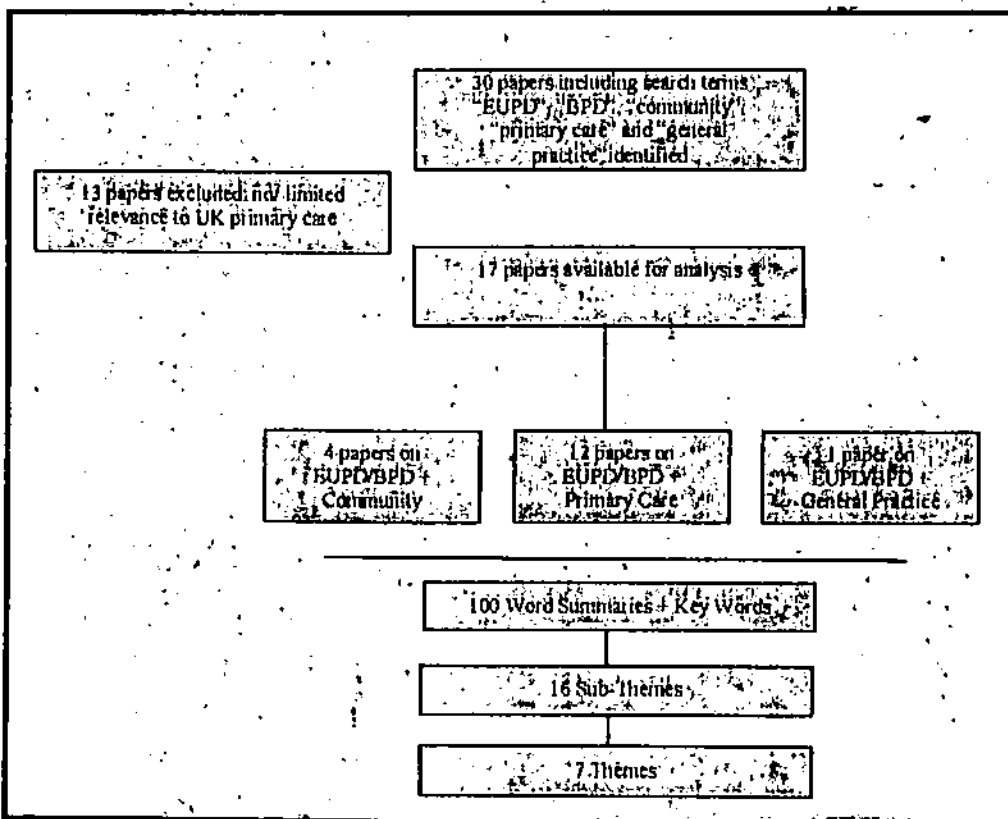 30 papers including search terms
"EUPD", "BPD", "community",
"primary care" and "general
practice" identified
13 papers excluded: no/ limited
relevance to UK primary care
17 papers available for analysis
4 papers on
EUPD/BPD +
Community
12 papers on
EUPD/BPD +
Primary Care
1 paper on
EUPD/BPD +
General Practice
100 Word Summaries + Key Words
16 Sub-Themes
7 Themes